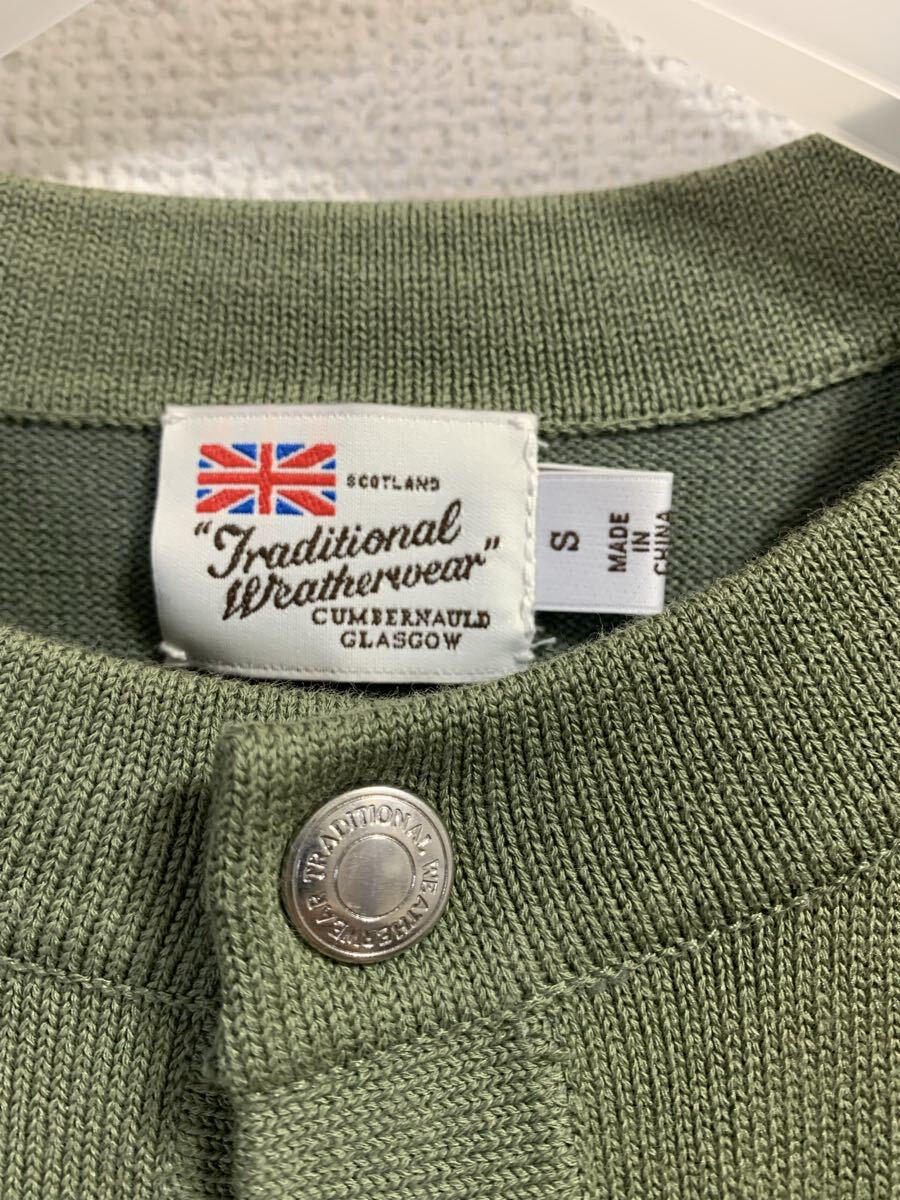 SCOTLAND
"Traditional
Weatherwear"
CUMBERNAULD
GLASGOW
S
MADE
IN
CHINA
TRADITIONAL WEATHERWEAR